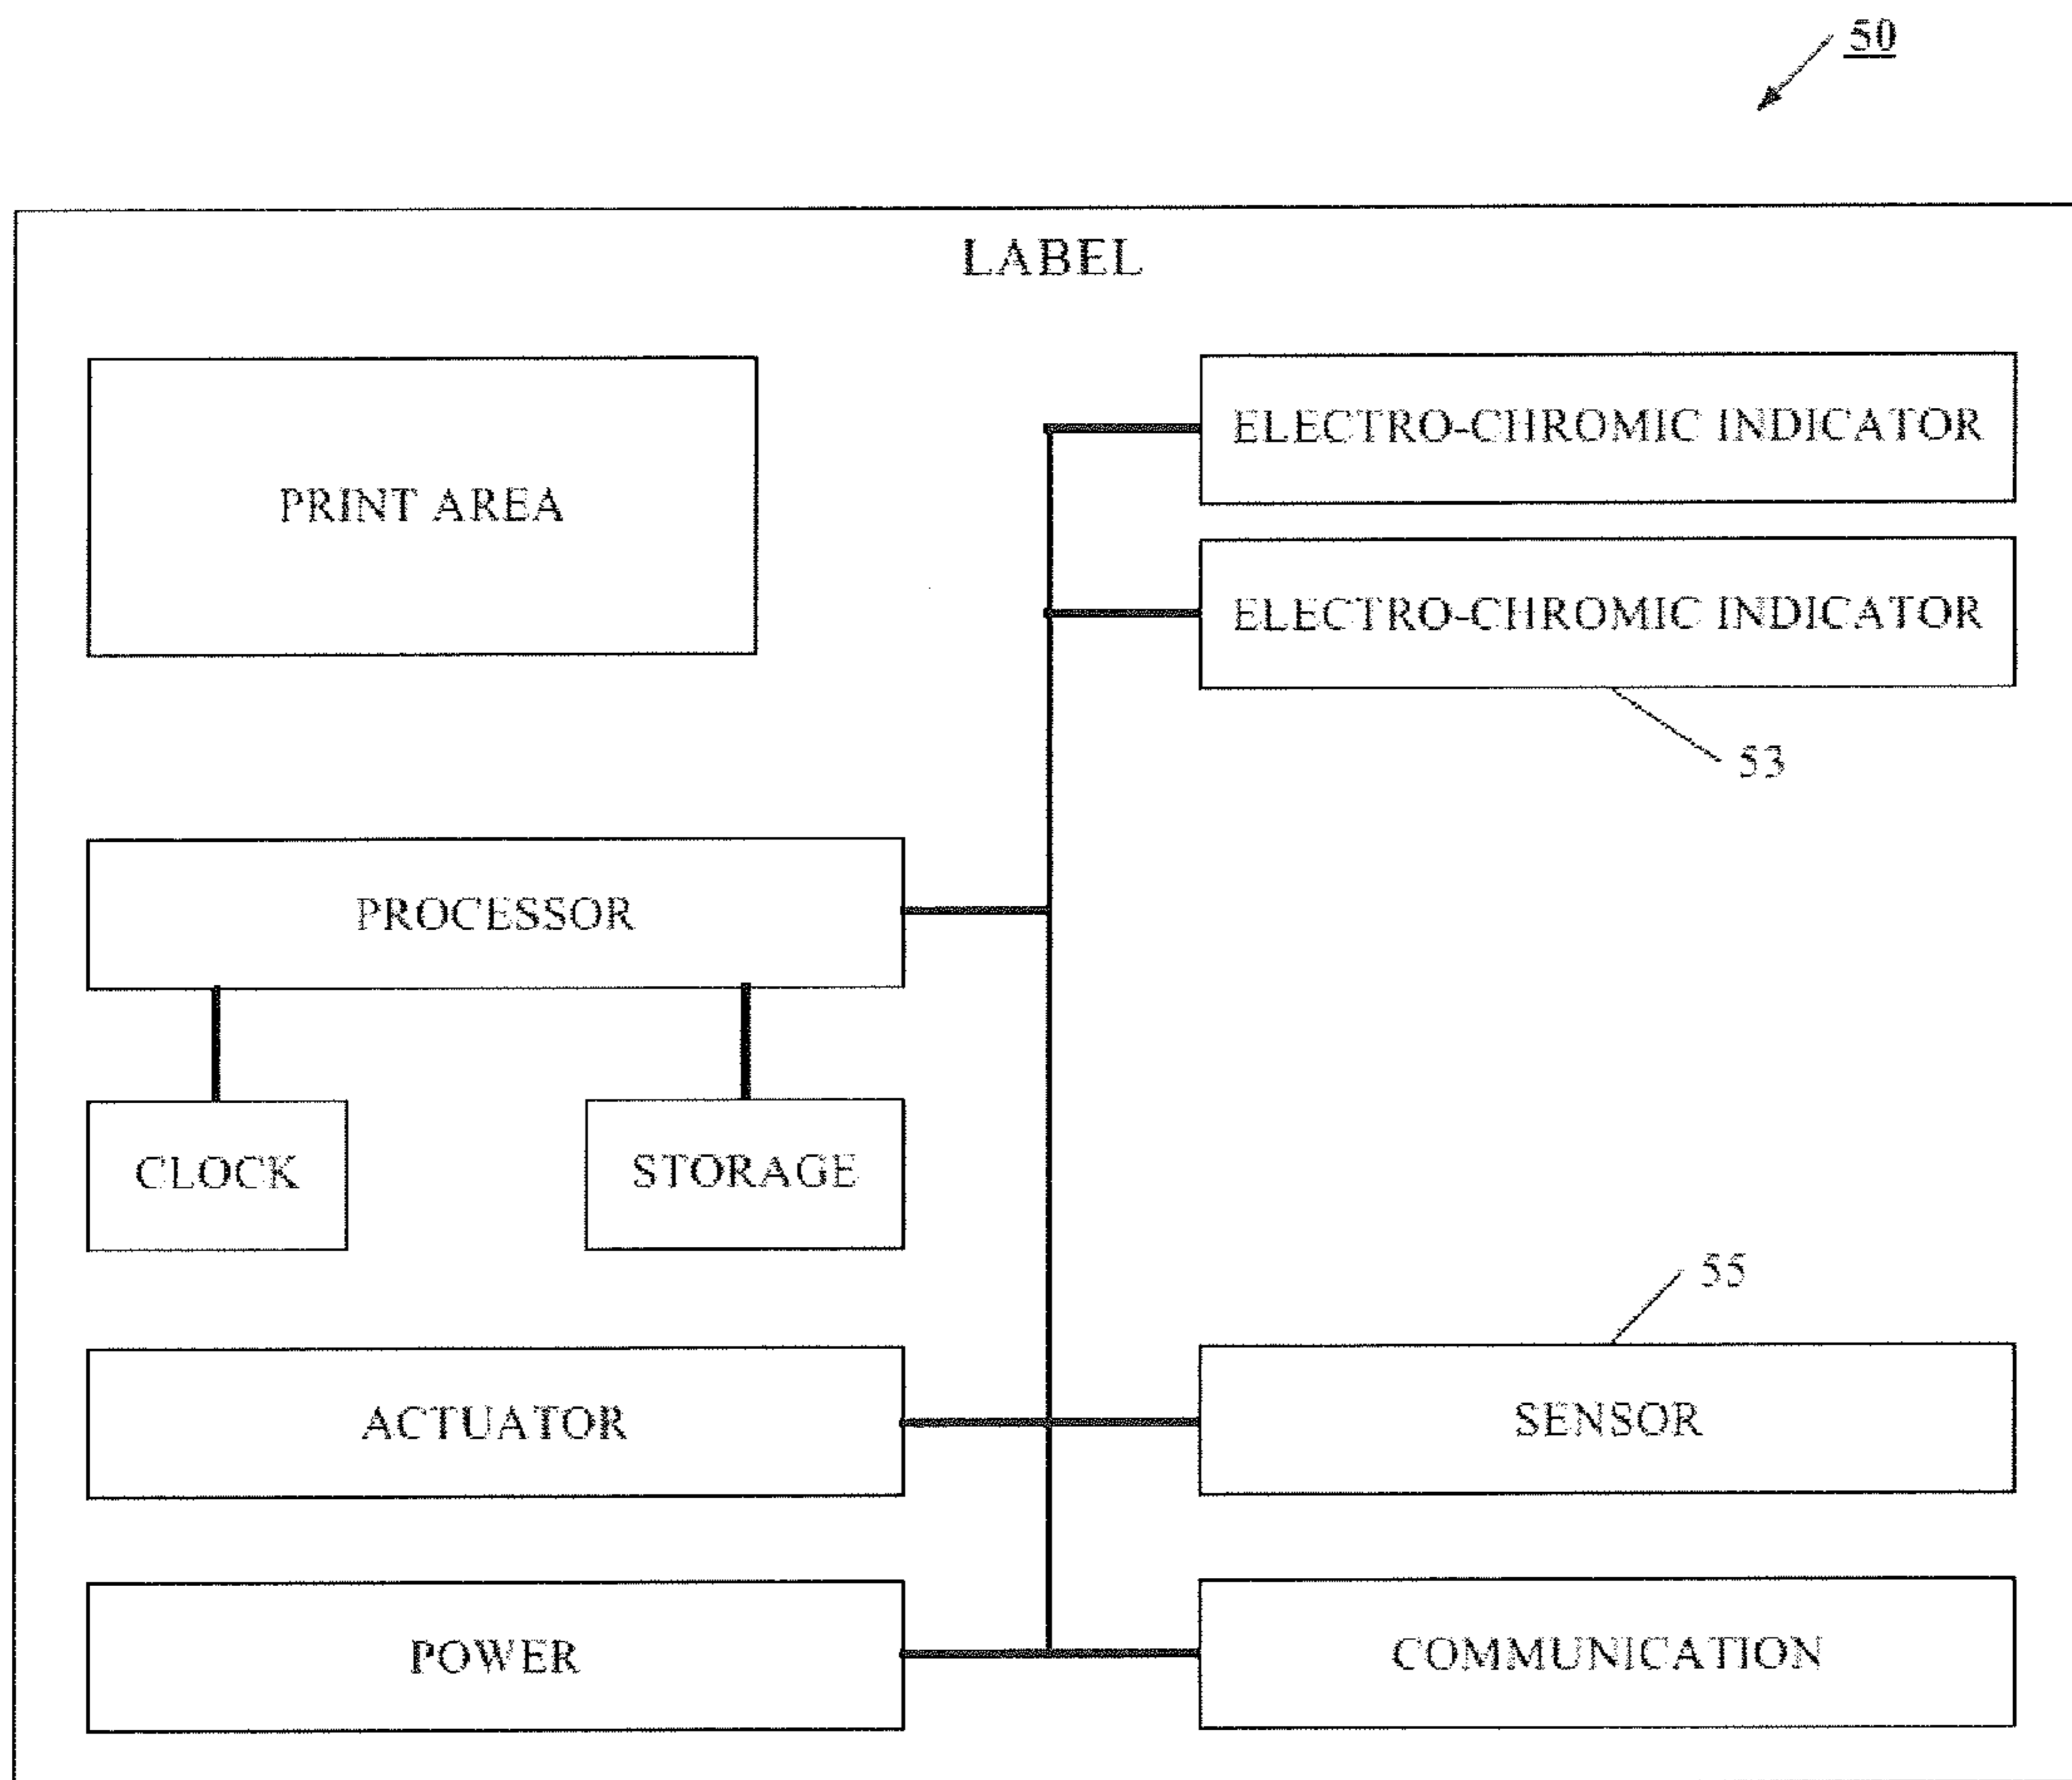 50
LABEL
PRINT AREA
ELECTRO-CHROMIC INDICATOR
ELECTRO-CHROMIC INDICATOR
53
PROCESSOR
CLOCK
STORAGE
55
ACTUATOR
SENSOR
POWER
COMMUNICATION